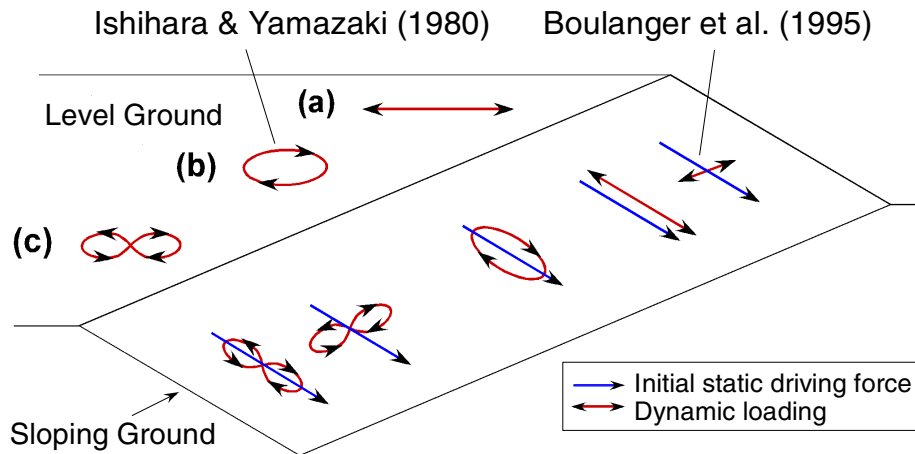 Ishihara & Yamazaki (1980)
Boulanger et al. (1995)
Level Ground
(a)
(b)
(c)
Sloping Ground
Initial static driving force
Dynamic loading